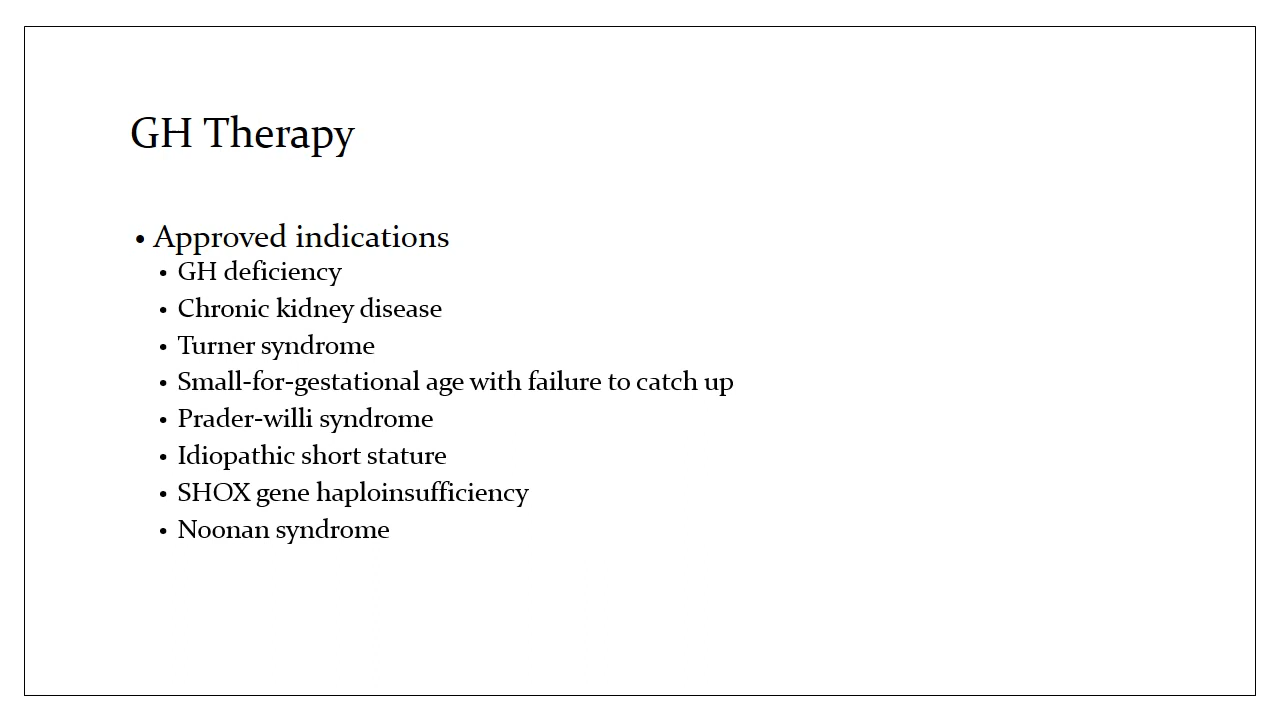 GH Therapy
• Approved indications
• GH deficiency
• Chronic kidney disease
• Turner syndrome
• Small-for-gestational age with failure to catch up
• Prader-willi syndrome
• Idiopathic short stature
• SHOX gene haploinsufficiency
• Noonan syndrome